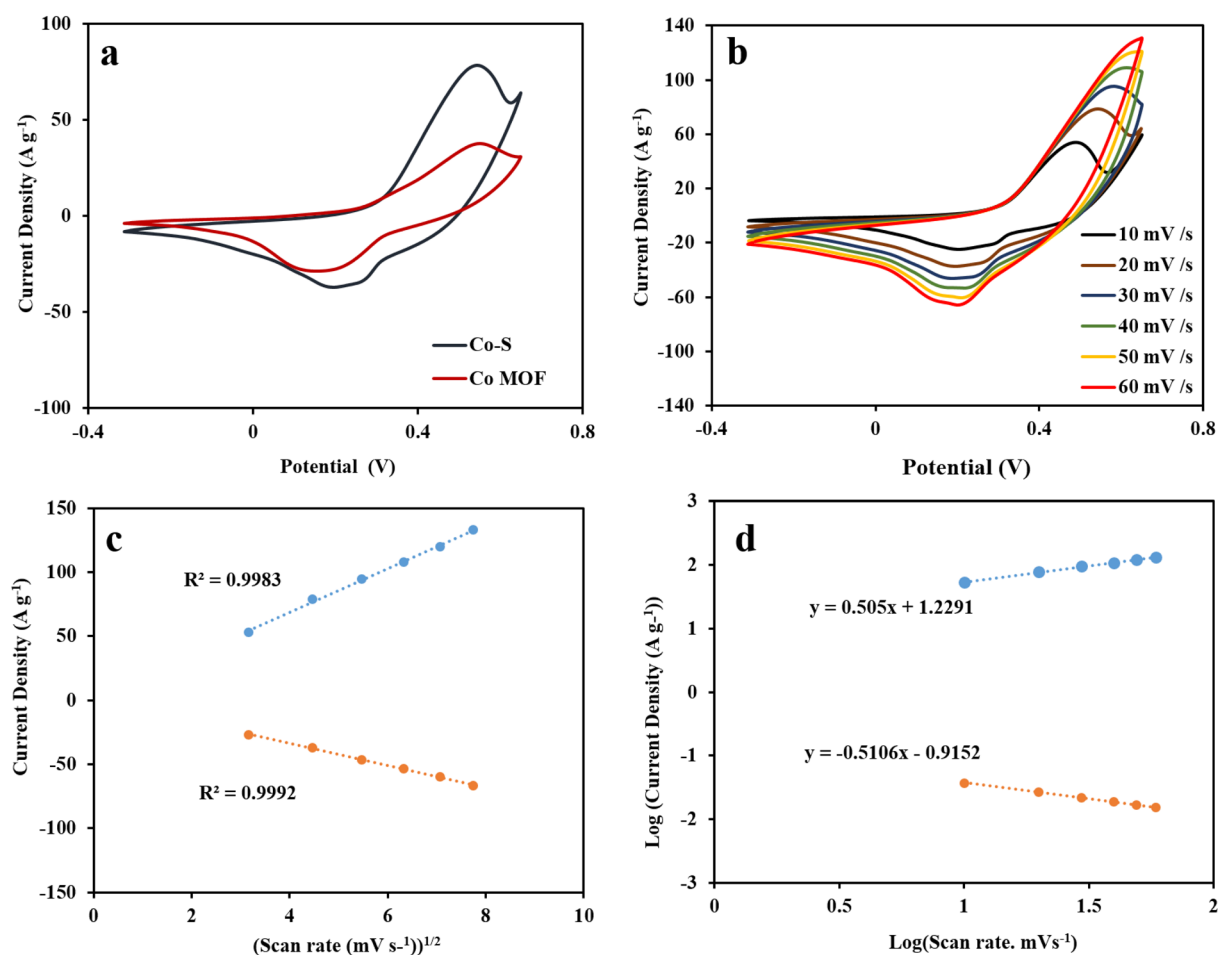 a
100
50
0
-50
-100
Current Density (A g⁻¹)
-0.4
0
0.4
0.8
Potential (V)
Co-S
Co MOF
b
140
100
60
20
-20
-60
-100
-140
Current Density (A g⁻¹)
-0.4
0
0.4
0.8
Potential (V)
10 mV /s
20 mV /s
30 mV /s
40 mV /s
50 mV /s
60 mV /s
c
150
100
50
0
-50
-100
-150
Current Density (A g⁻¹)
R² = 0.9983
R² = 0.9992
0
2
4
6
8
10
(Scan rate (mV s-¹))¹/²
d
3
2
1
0
-1
-2
-3
Log (Current Density (A g-¹))
y = 0.505x + 1.2291
y = -0.5106x - 0.9152
0
0.5
1
1.5
2
Log(Scan rate. mVs⁻¹)